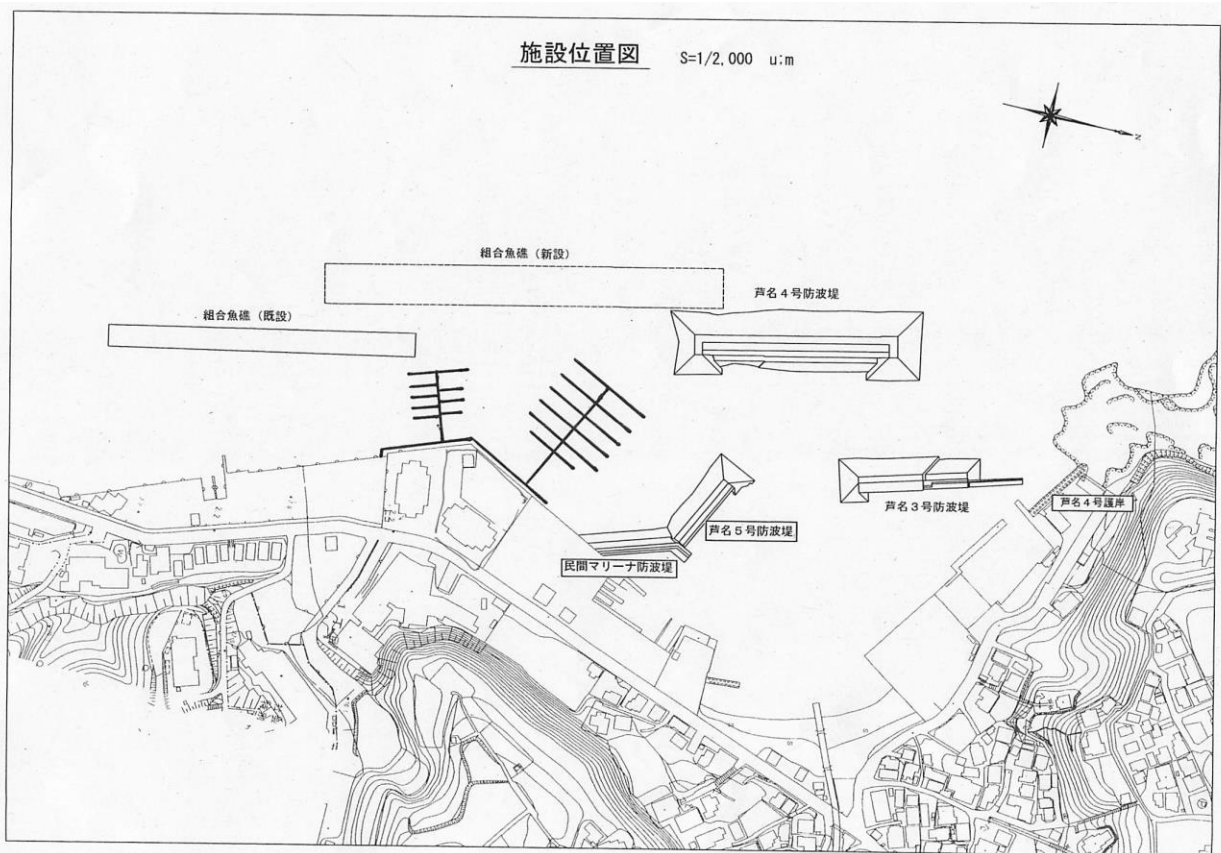 施設位置図 S=1/2,000 u:m
N
組合魚礁（新設）
芦名４号防波堤
組合魚礁（既設）
芦名３号防波堤
芦名４号護岸
芦名５号防波堤
民間マリーナ防波堤